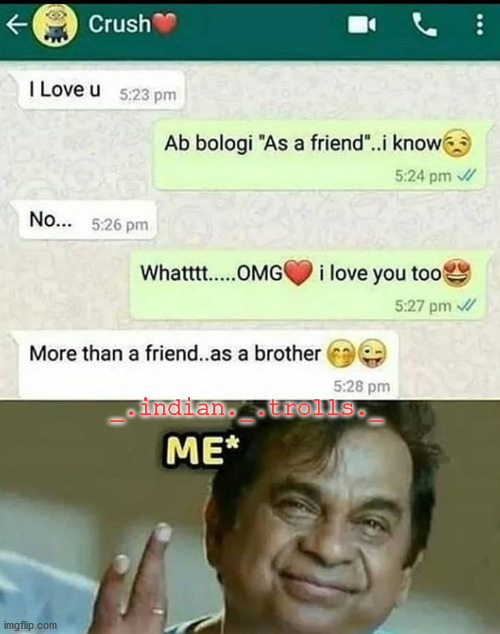 Crush❤️
I Love u 5:23 pm
Ab bologi "As a friend"..i know😒
5:24 pm
No... 5:26 pm
Whatttt.....OMG❤️ i love you too😍
5:27 pm
More than a friend..as a brother 🤭😜
5:28 pm
_.indian._.trolls._
ME*
imgflip.com